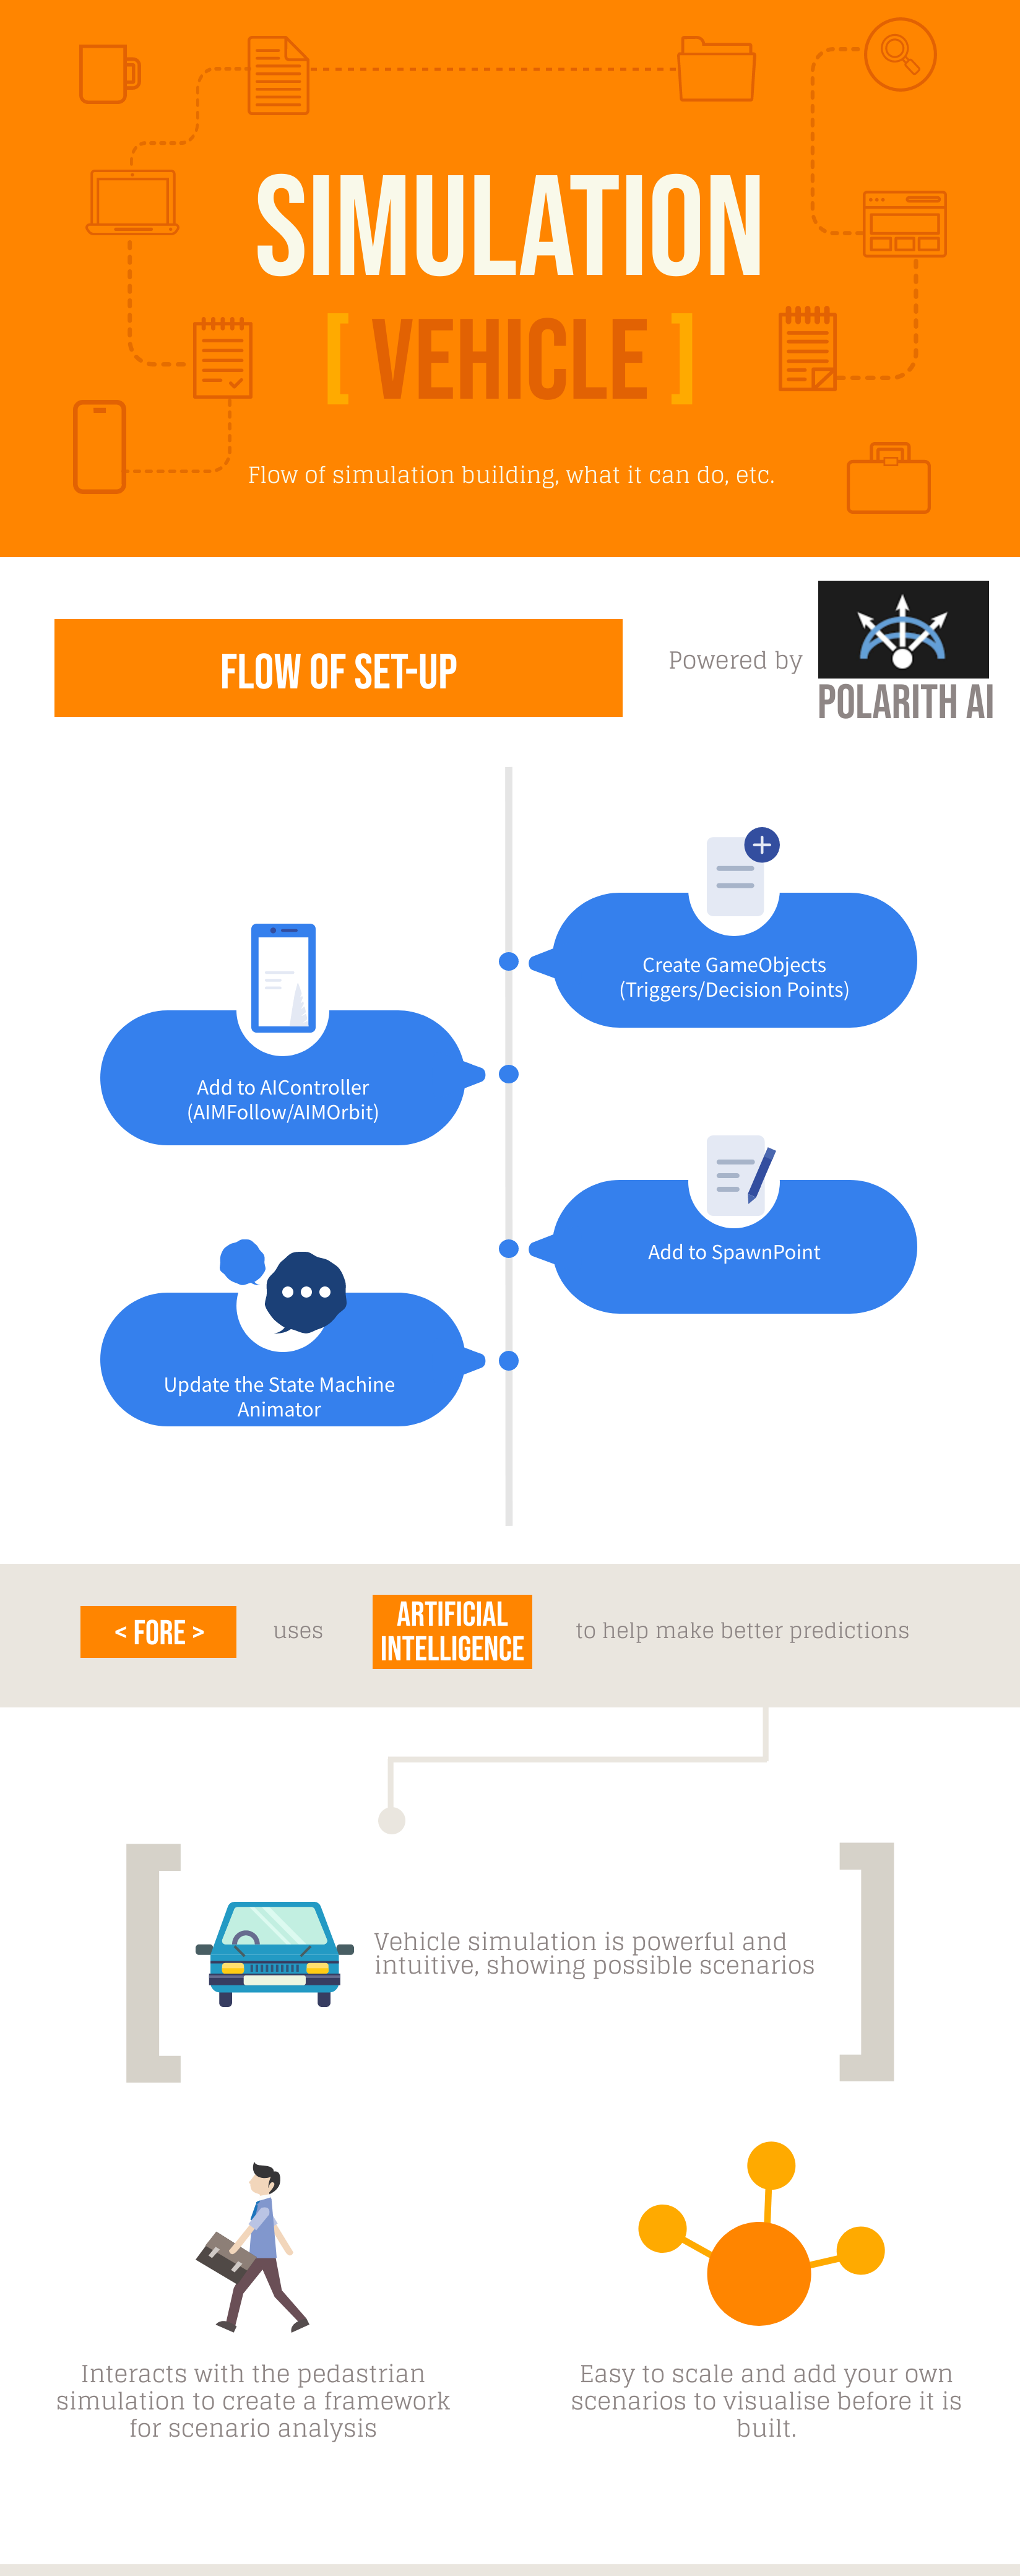 SIMULATION
[ VEHICLE ]
Flow of simulation building, what it can do, etc.
FLOW OF SET-UP
Powered by
POLARITH AI
Create GameObjects
(Triggers/Decision Points)
Add to AIController
(AIMFollow/AIMOrbit)
Add to SpawnPoint
Update the State Machine
Animator
< FORE >
uses
ARTIFICIAL
INTELLIGENCE
to help make better predictions
Vehicle simulation is powerful and
intuitive, showing possible scenarios
Interacts with the pedastrian
simulation to create a framework
for scenario analysis
Easy to scale and add your own
scenarios to visualise before it is
built.